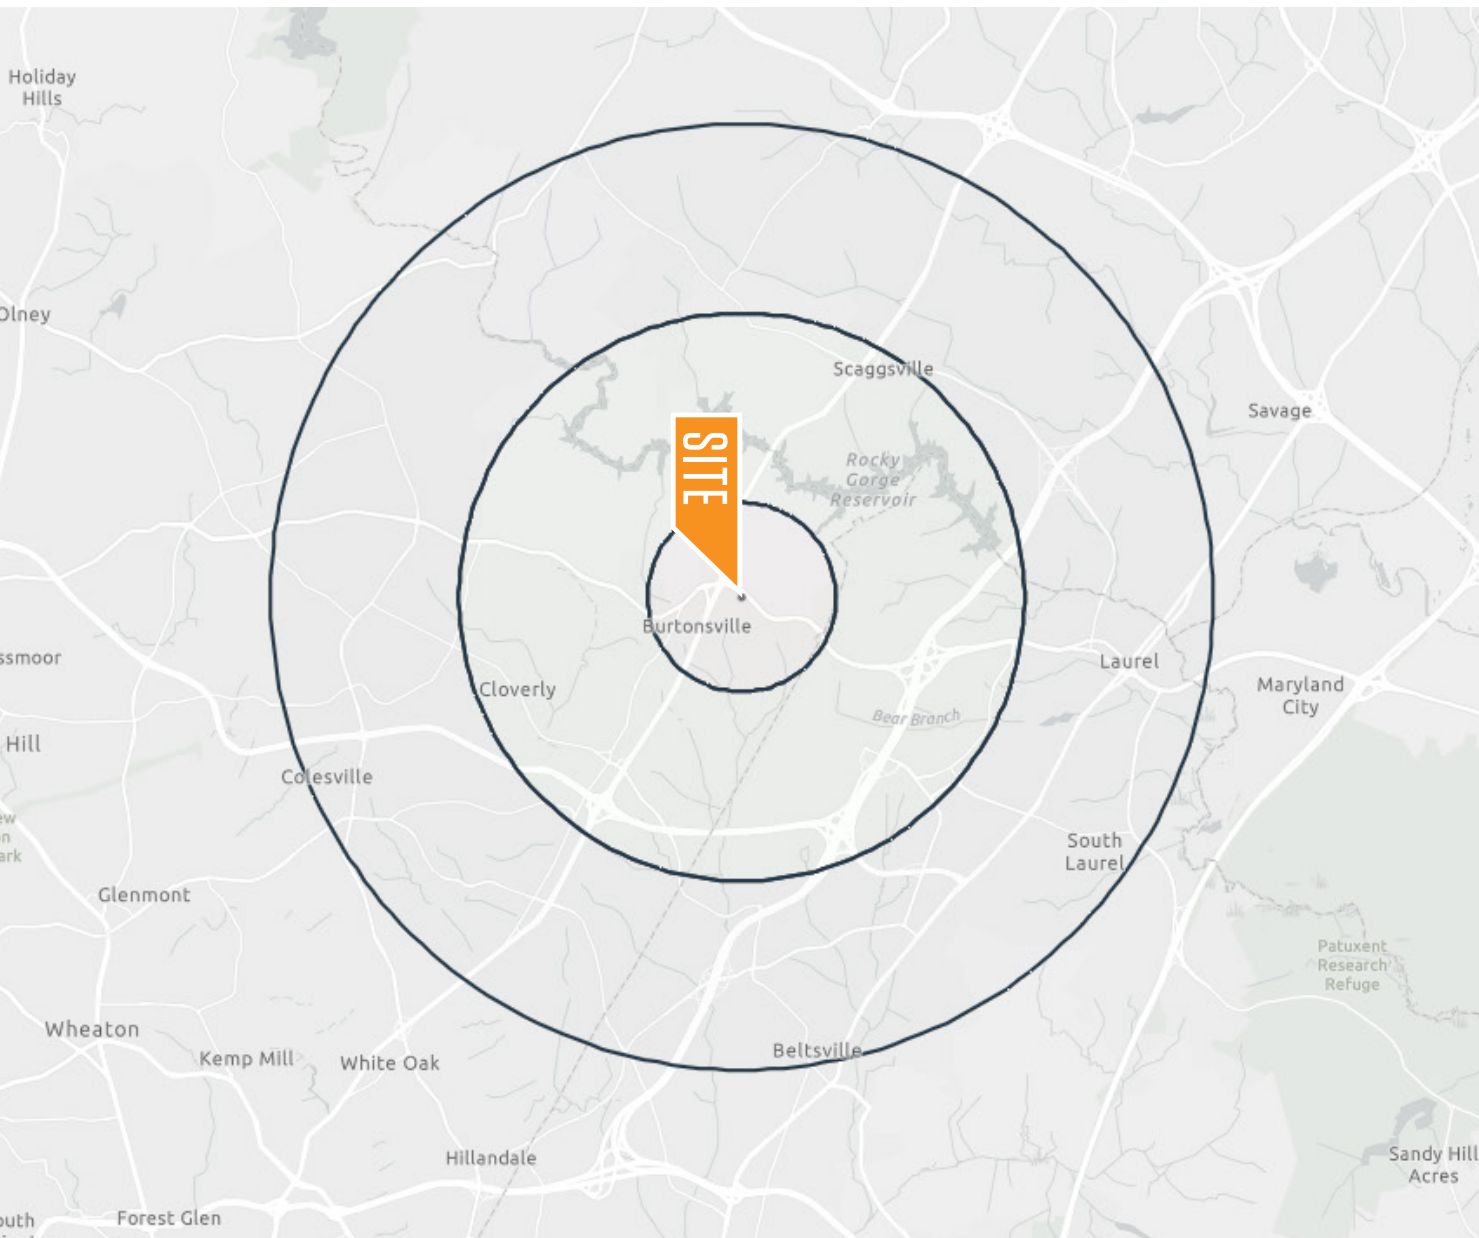 Holiday
Hills
Olney
Scaggsville
Savage
SITE
Rocky
Gorge
Reservoir
Burtonsville
ssmoor
Laurel
Maryland
City
Cloverly
Bear Branch
Hill
Colesville
ew
n
ark
South
Laurel
Glenmont
Patuxent
Research
Refuge
Wheaton
Kemp Mill
White Oak
Beltsville
Hillandale
Sandy Hill
Acres
Forest Glen
outh